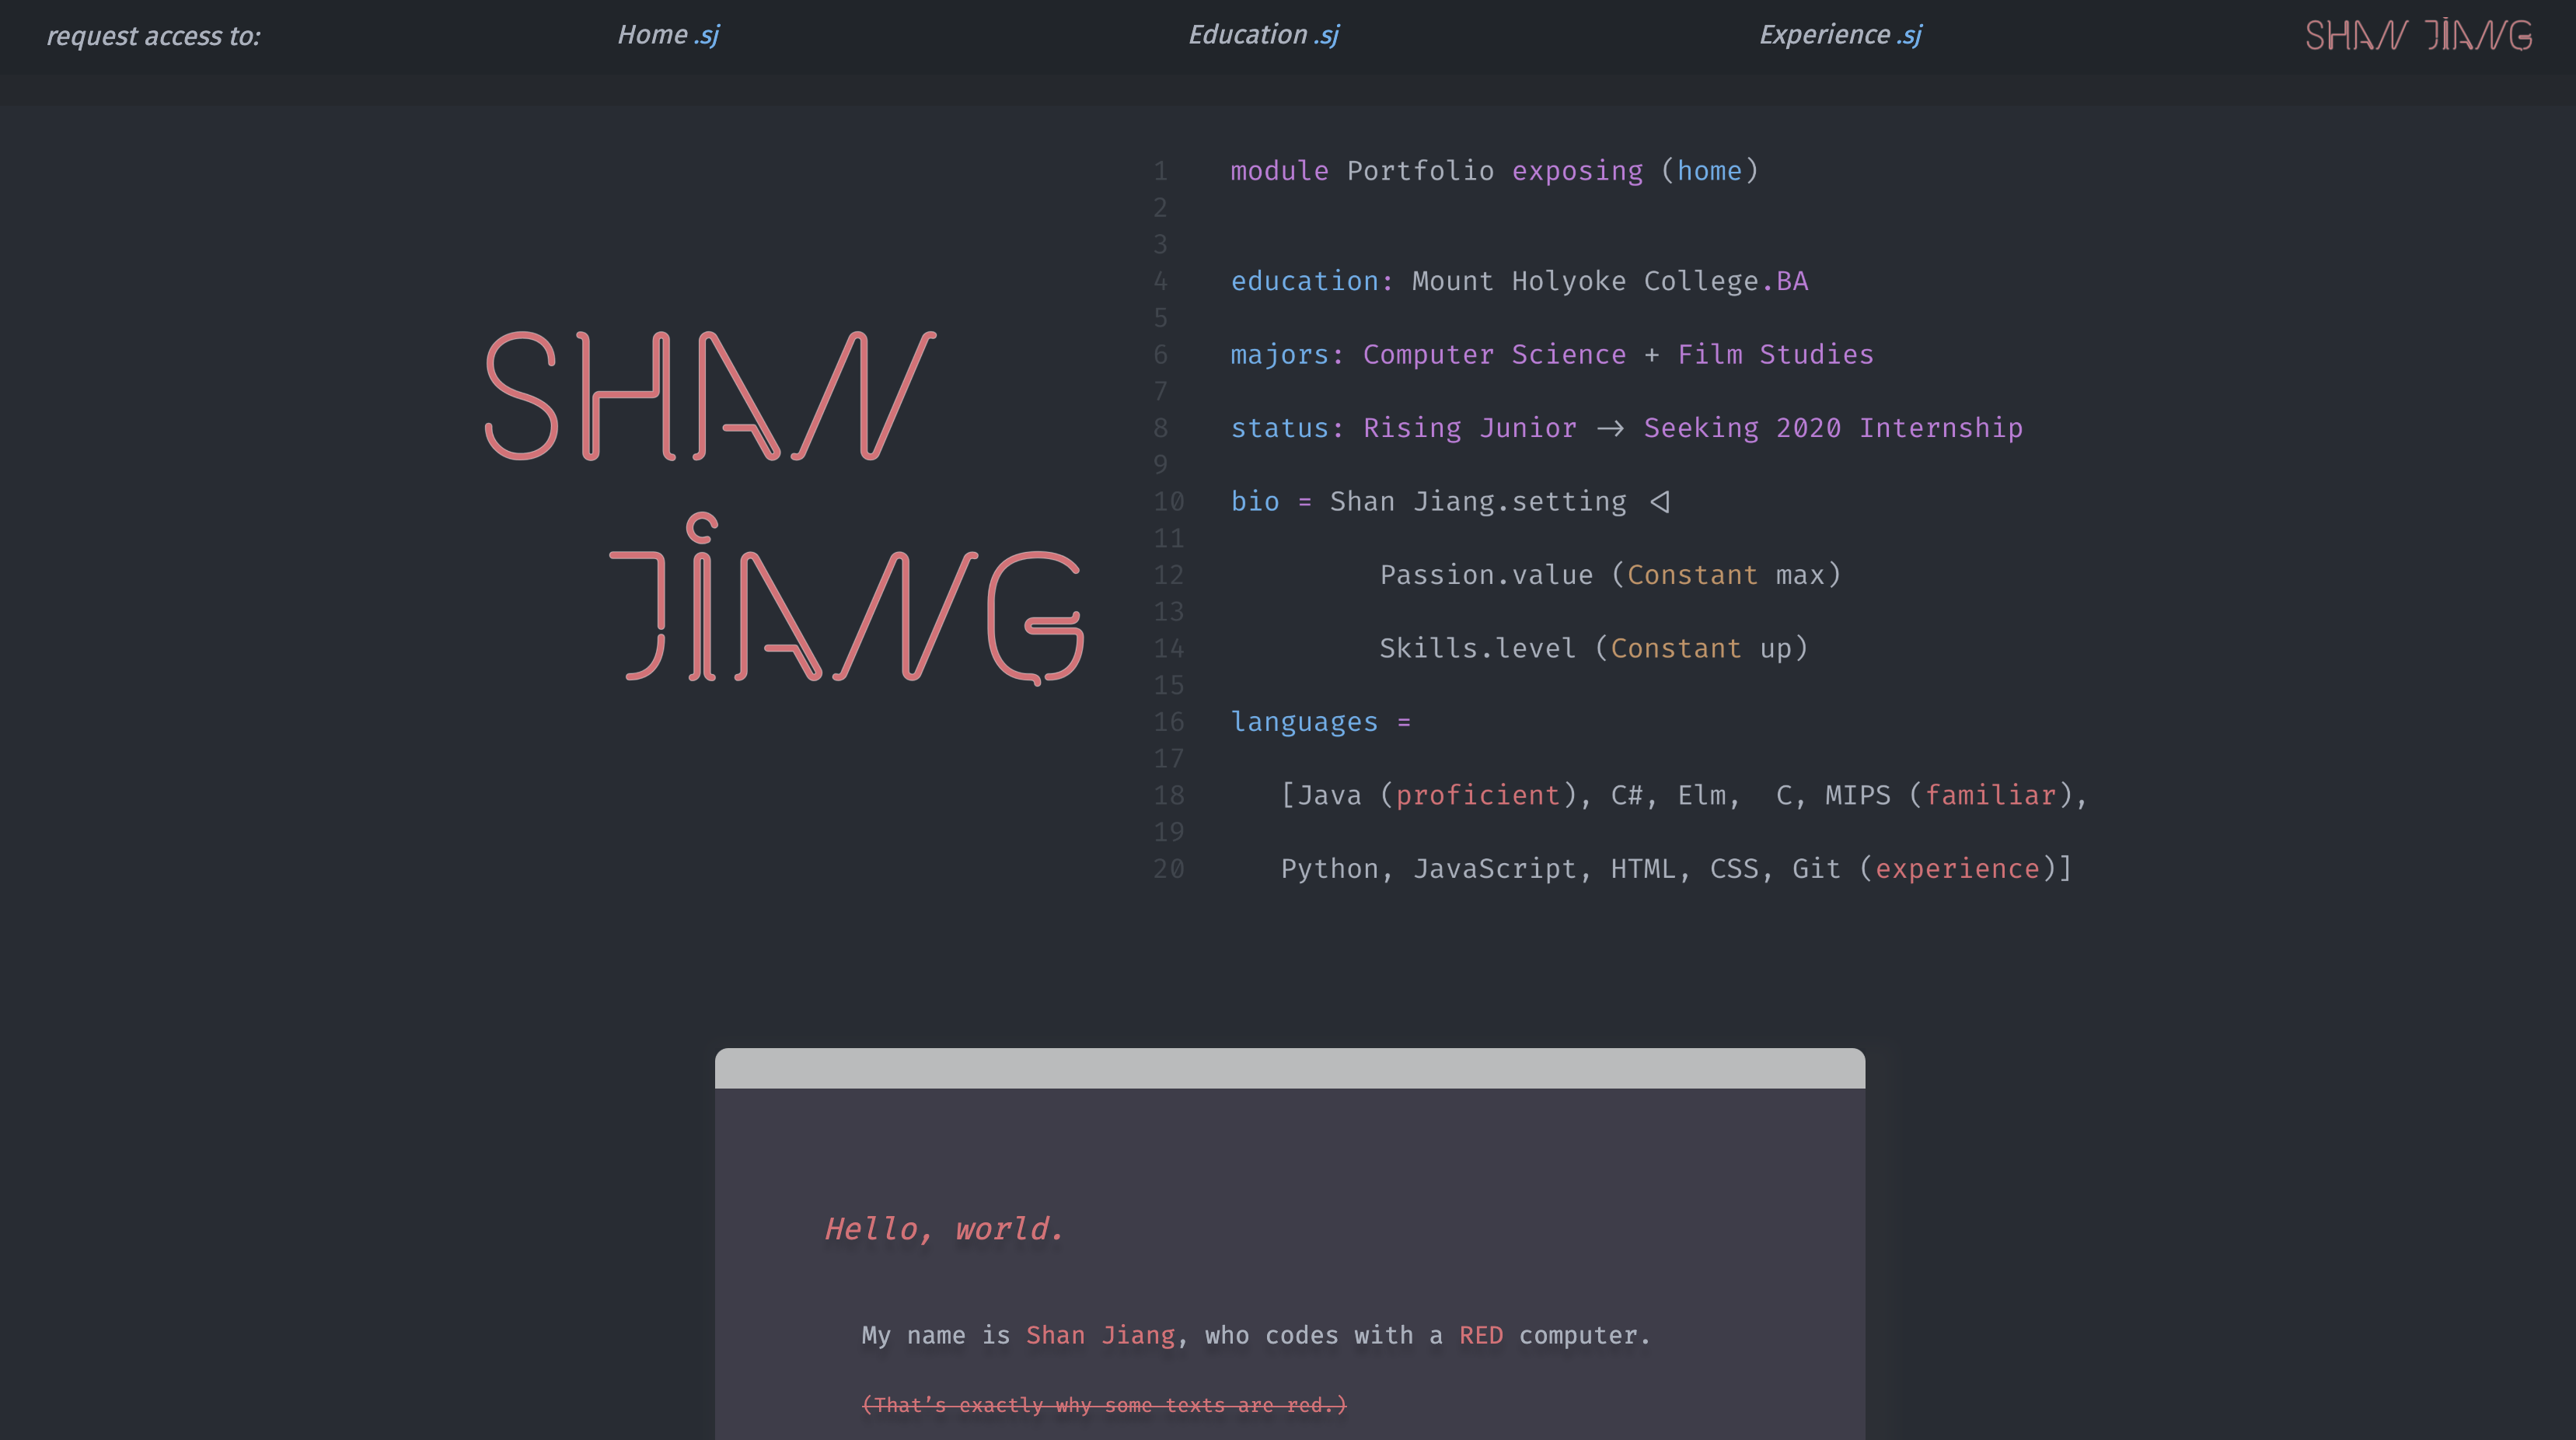 request access to: Home .sj Education .sj Experience .sj SHAN JIANG
SHAN
JIANG
1 module Portfolio exposing (home)
2
3
4 education: Mount Holyoke College.BA
5
6 majors: Computer Science + Film Studies
7
8 status: Rising Junior → Seeking 2020 Internship
9
10 bio = Shan Jiang.setting ◁
11
12 Passion.value (Constant max)
13
14 Skills.level (Constant up)
15
16 languages =
17
18 [Java (proficient), C#, Elm, C, MIPS (familiar),
19
20 Python, JavaScript, HTML, CSS, Git (experience)]
Hello, world.
My name is Shan Jiang, who codes with a RED computer.
(That’s exactly why some texts are red.)